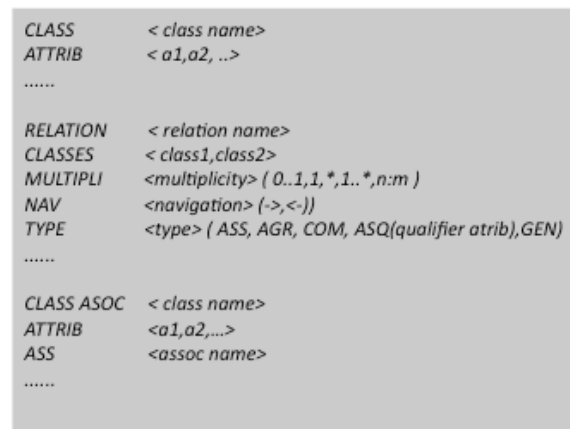 CLASS < class name>
ATTRIB < a1,a2, ..>
......
RELATION < relation name>
CLASSES < class1,class2>
MULTIPLI <multiplicity> ( 0..1,1,*,1..*,n:m )
NAV <navigation> (->,<-))
TYPE <type> ( ASS, AGR, COM, ASQ(qualifier atrib),GEN)
......
CLASS ASOC < class name>
ATTRIB <a1,a2,...>
ASS <assoc name>
......